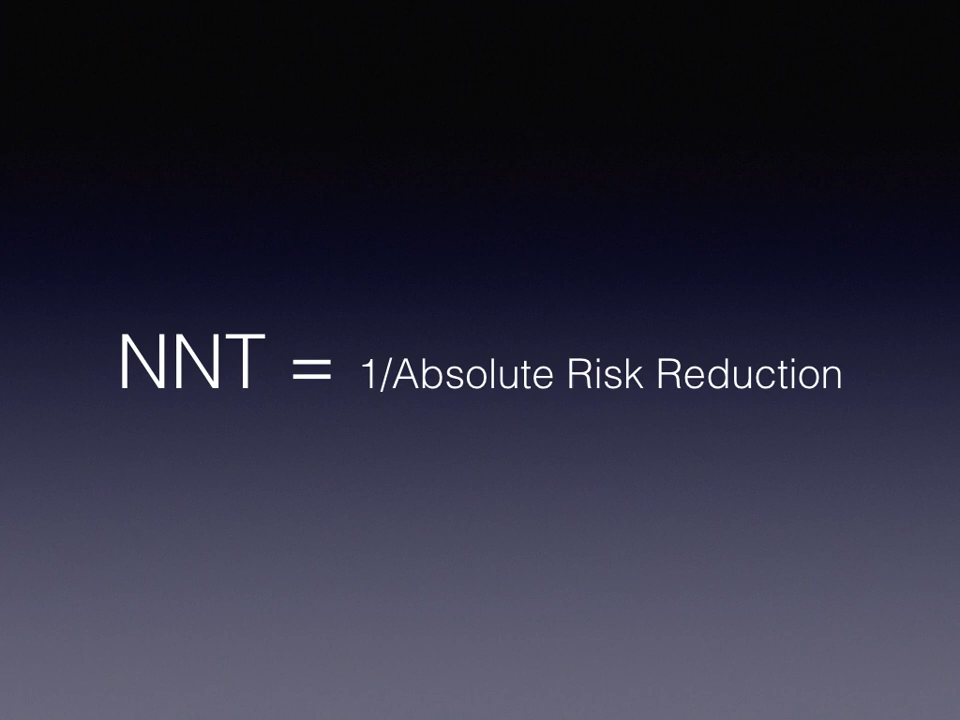 NNT = 1/Absolute Risk Reduction